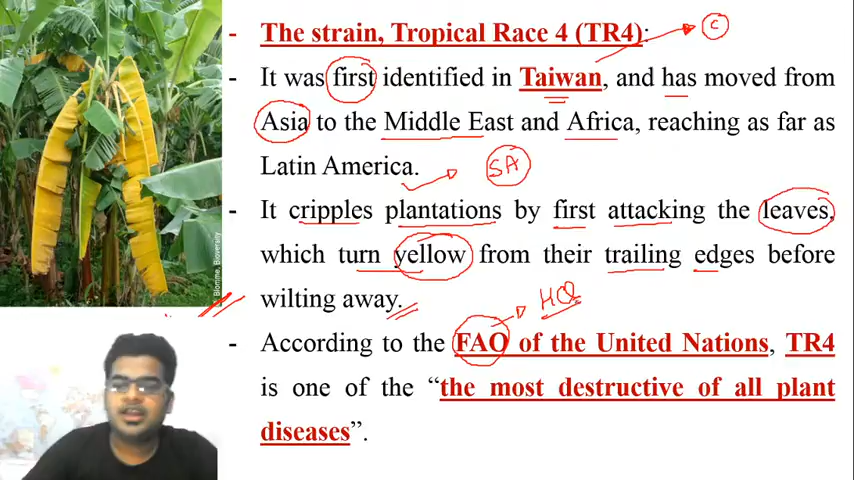 - The strain, Tropical Race 4 (TR4):
C
- It was first identified in Taiwan, and has moved from
Asia to the Middle East and Africa, reaching as far as
Latin America.
SA
- It cripples plantations by first attacking the leaves,
which turn yellow from their trailing edges before
wilting away.
HQ
- According to the FAO of the United Nations, TR4
is one of the “the most destructive of all plant
diseases”.
Blomme, Bioversity